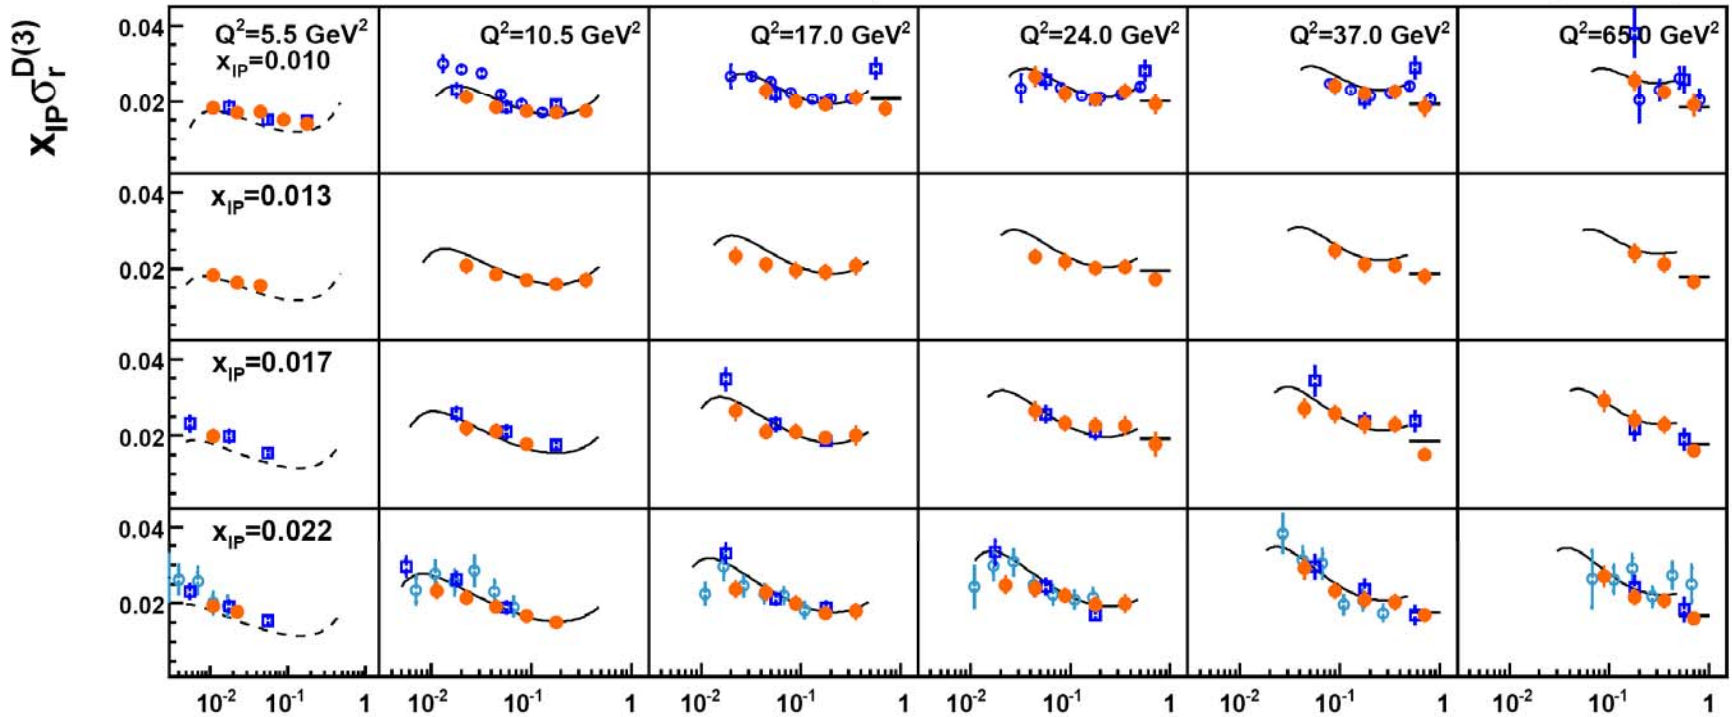 x_IP σ_r^D(3)
0.04 Q²=5.5 GeV² Q²=10.5 GeV² Q²=17.0 GeV² Q²=24.0 GeV² Q²=37.0 GeV² Q²=65.0 GeV²
x_IP=0.010
0.02
0.04 x_IP=0.013
0.02
0.04 x_IP=0.017
0.02
0.04 x_IP=0.022
0.02
10⁻² 10⁻¹ 1 10⁻² 10⁻¹ 1 10⁻² 10⁻¹ 1 10⁻² 10⁻¹ 1 10⁻² 10⁻¹ 1 10⁻² 10⁻¹ 1